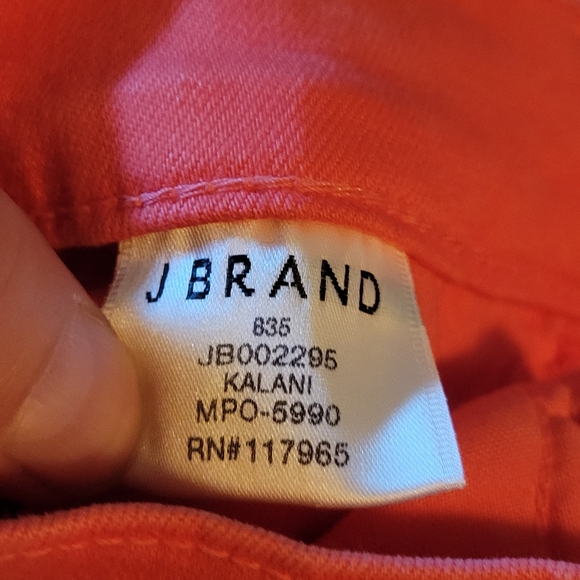 J BRAND
835
JB002295
KALANI
MPO-5990
RN#117965